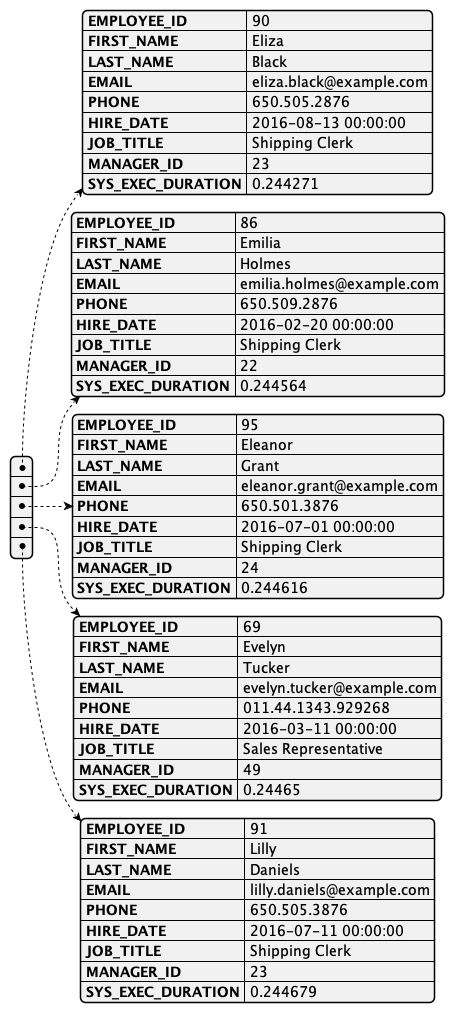 EMPLOYEE_ID 90
FIRST_NAME Eliza
LAST_NAME Black
EMAIL eliza.black@example.com
PHONE 650.505.2876
HIRE_DATE 2016-08-13 00:00:00
JOB_TITLE Shipping Clerk
MANAGER_ID 23
SYS_EXEC_DURATION 0.244271
EMPLOYEE_ID 86
FIRST_NAME Emilia
LAST_NAME Holmes
EMAIL emilia.holmes@example.com
PHONE 650.509.2876
HIRE_DATE 2016-02-20 00:00:00
JOB_TITLE Shipping Clerk
MANAGER_ID 22
SYS_EXEC_DURATION 0.244564
EMPLOYEE_ID 95
FIRST_NAME Eleanor
LAST_NAME Grant
EMAIL eleanor.grant@example.com
PHONE 650.501.3876
HIRE_DATE 2016-07-01 00:00:00
JOB_TITLE Shipping Clerk
MANAGER_ID 24
SYS_EXEC_DURATION 0.244616
EMPLOYEE_ID 69
FIRST_NAME Evelyn
LAST_NAME Tucker
EMAIL evelyn.tucker@example.com
PHONE 011.44.1343.929268
HIRE_DATE 2016-03-11 00:00:00
JOB_TITLE Sales Representative
MANAGER_ID 49
SYS_EXEC_DURATION 0.24465
EMPLOYEE_ID 91
FIRST_NAME Lilly
LAST_NAME Daniels
EMAIL lilly.daniels@example.com
PHONE 650.505.3876
HIRE_DATE 2016-07-11 00:00:00
JOB_TITLE Shipping Clerk
MANAGER_ID 23
SYS_EXEC_DURATION 0.244679